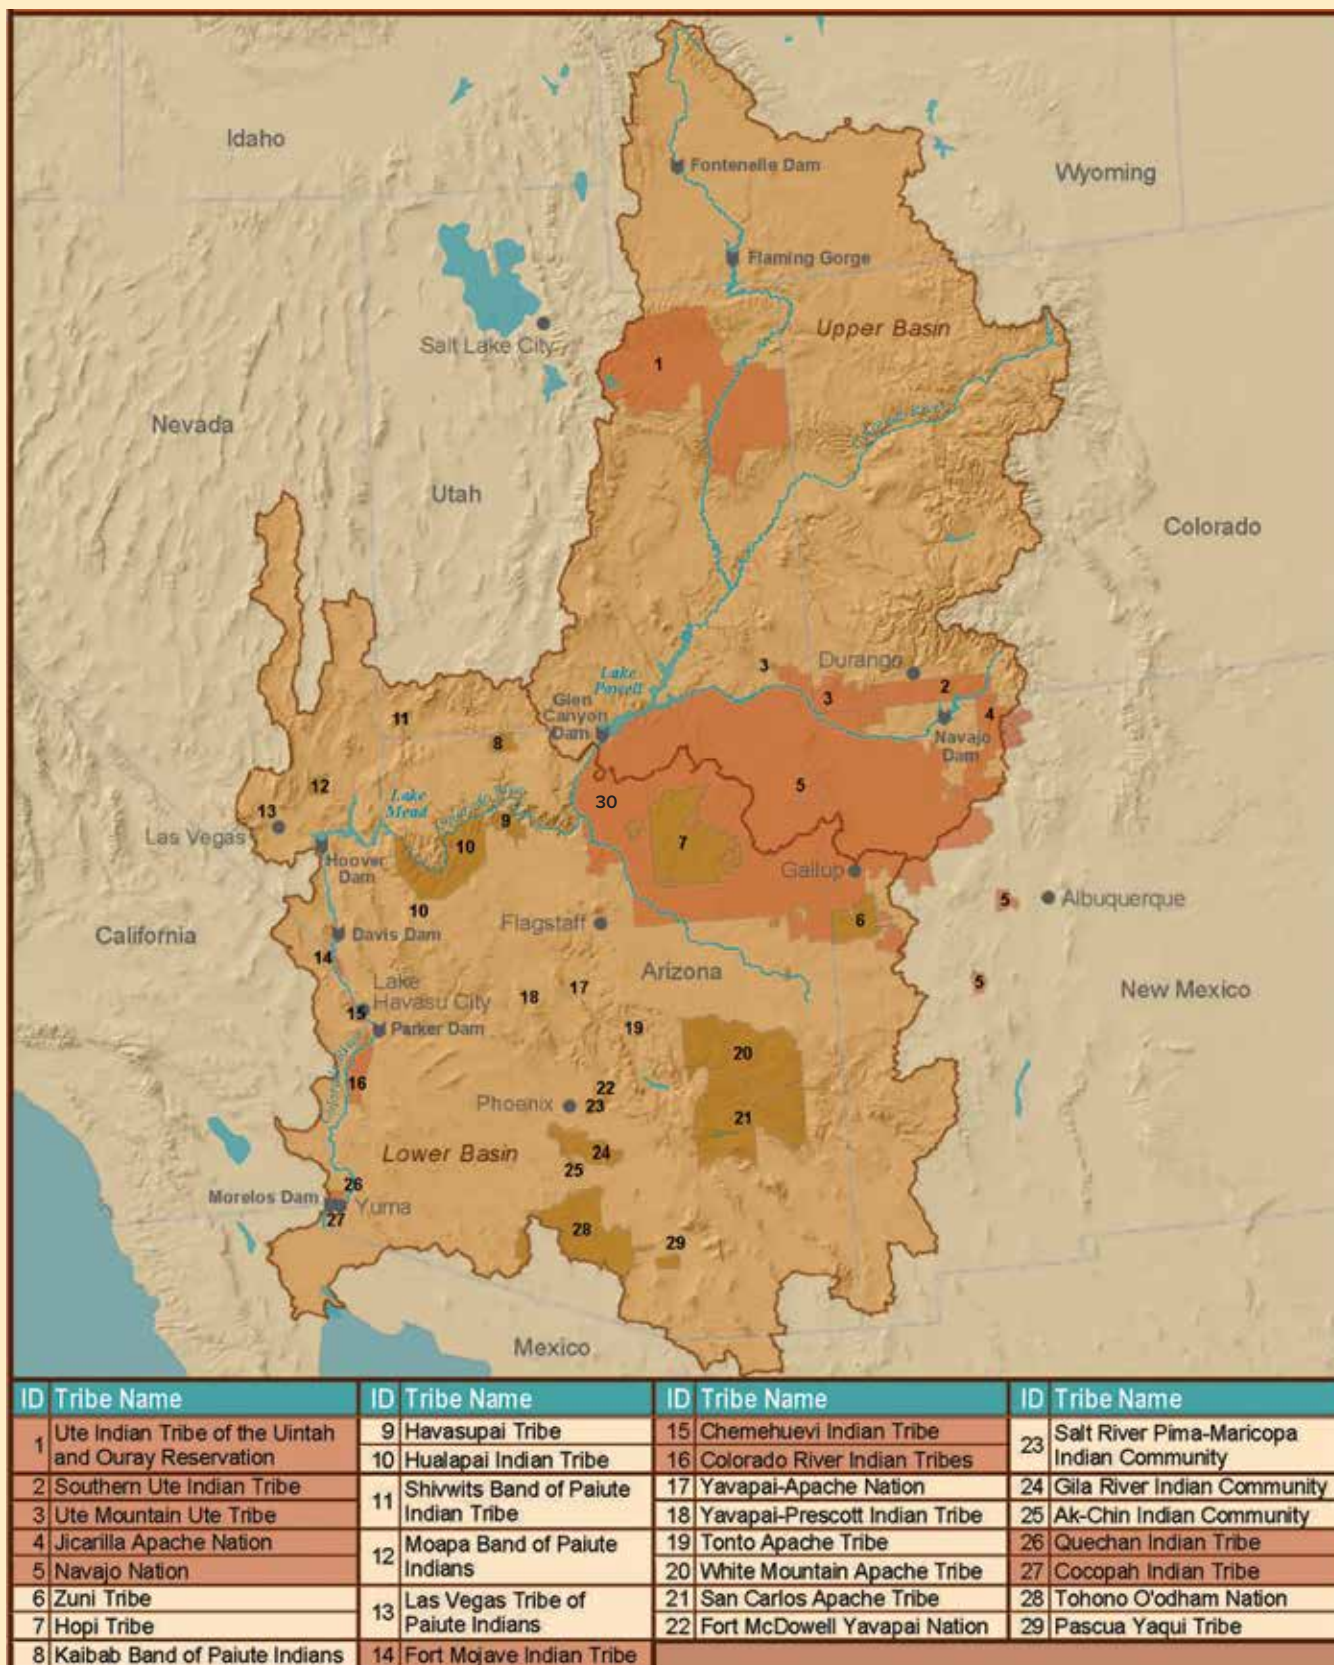 Idaho
Fontenelle Dam
Wyoming
Flaming Gorge
Upper Basin
Salt Lake City
1
Nevada
Colorado River
Utah
Colorado
3
Durango
Lake
Powell
2
3
Glen
Canyon
Dam
11
4
8
Navajo
Dam
12
5
Lake
Mead
30
13
Colorado River
9
Las Vegas
7
10
Hoover
Dam
Gallup
5
Albuquerque
10
6
Flagstaff
California
Davis Dam
14
Arizona
Lake
Havasu City
17
5
18
New Mexico
15
Parker Dam
19
20
Colorado River
16
22
Phoenix
23
21
Lower Basin
24
25
26
Morelos Dam
Yuma
27
28
29
Mexico
ID Tribe Name
1 Ute Indian Tribe of the Uintah
and Ouray Reservation
2 Southern Ute Indian Tribe
3 Ute Mountain Ute Tribe
4 Jicarilla Apache Nation
5 Navajo Nation
6 Zuni Tribe
7 Hopi Tribe
8 Kaibab Band of Paiute Indians
ID Tribe Name
9 Havasupai Tribe
10 Hualapai Indian Tribe
11 Shivwits Band of Paiute
Indian Tribe
12 Moapa Band of Paiute
Indians
13 Las Vegas Tribe of
Paiute Indians
14 Fort Mojave Indian Tribe
ID Tribe Name
15 Chemehuevi Indian Tribe
16 Colorado River Indian Tribes
17 Yavapai-Apache Nation
18 Yavapai-Prescott Indian Tribe
19 Tonto Apache Tribe
20 White Mountain Apache Tribe
21 San Carlos Apache Tribe
22 Fort McDowell Yavapai Nation
ID Tribe Name
23 Salt River Pima-Maricopa
Indian Community
24 Gila River Indian Community
25 Ak-Chin Indian Community
26 Quechan Indian Tribe
27 Cocopah Indian Tribe
28 Tohono O'odham Nation
29 Pascua Yaqui Tribe